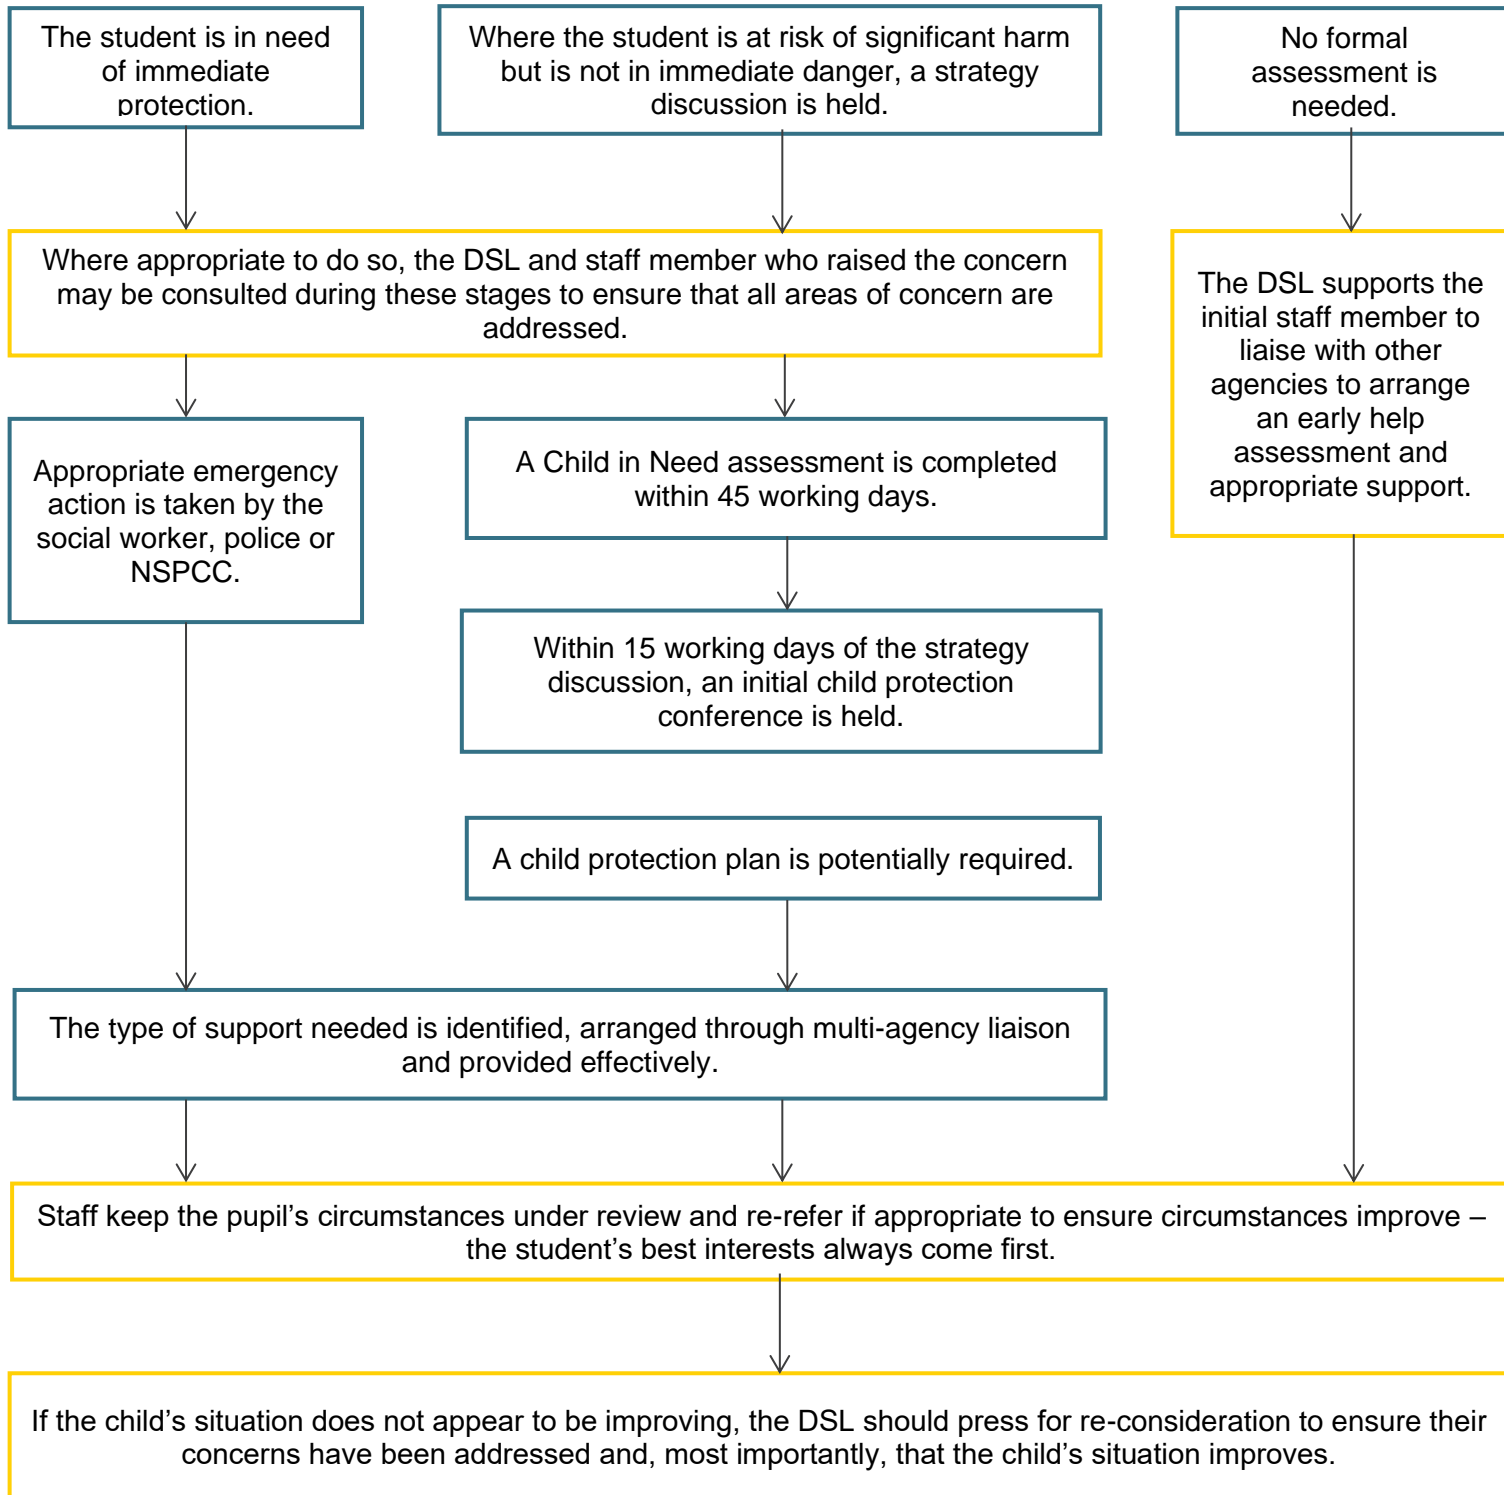 The student is in need
of immediate
protection.
Where the student is at risk of significant harm
but is not in immediate danger, a strategy
discussion is held.
No formal
assessment is
needed.
Where appropriate to do so, the DSL and staff member who raised the concern
may be consulted during these stages to ensure that all areas of concern are
addressed.
The DSL supports the
initial staff member to
liaise with other
agencies to arrange
an early help
assessment and
appropriate support.
Appropriate emergency
action is taken by the
social worker, police or
NSPCC.
A Child in Need assessment is completed
within 45 working days.
Within 15 working days of the strategy
discussion, an initial child protection
conference is held.
A child protection plan is potentially required.
The type of support needed is identified, arranged through multi-agency liaison
and provided effectively.
Staff keep the pupil’s circumstances under review and re-refer if appropriate to ensure circumstances improve –
the student’s best interests always come first.
If the child’s situation does not appear to be improving, the DSL should press for re-consideration to ensure their
concerns have been addressed and, most importantly, that the child’s situation improves.